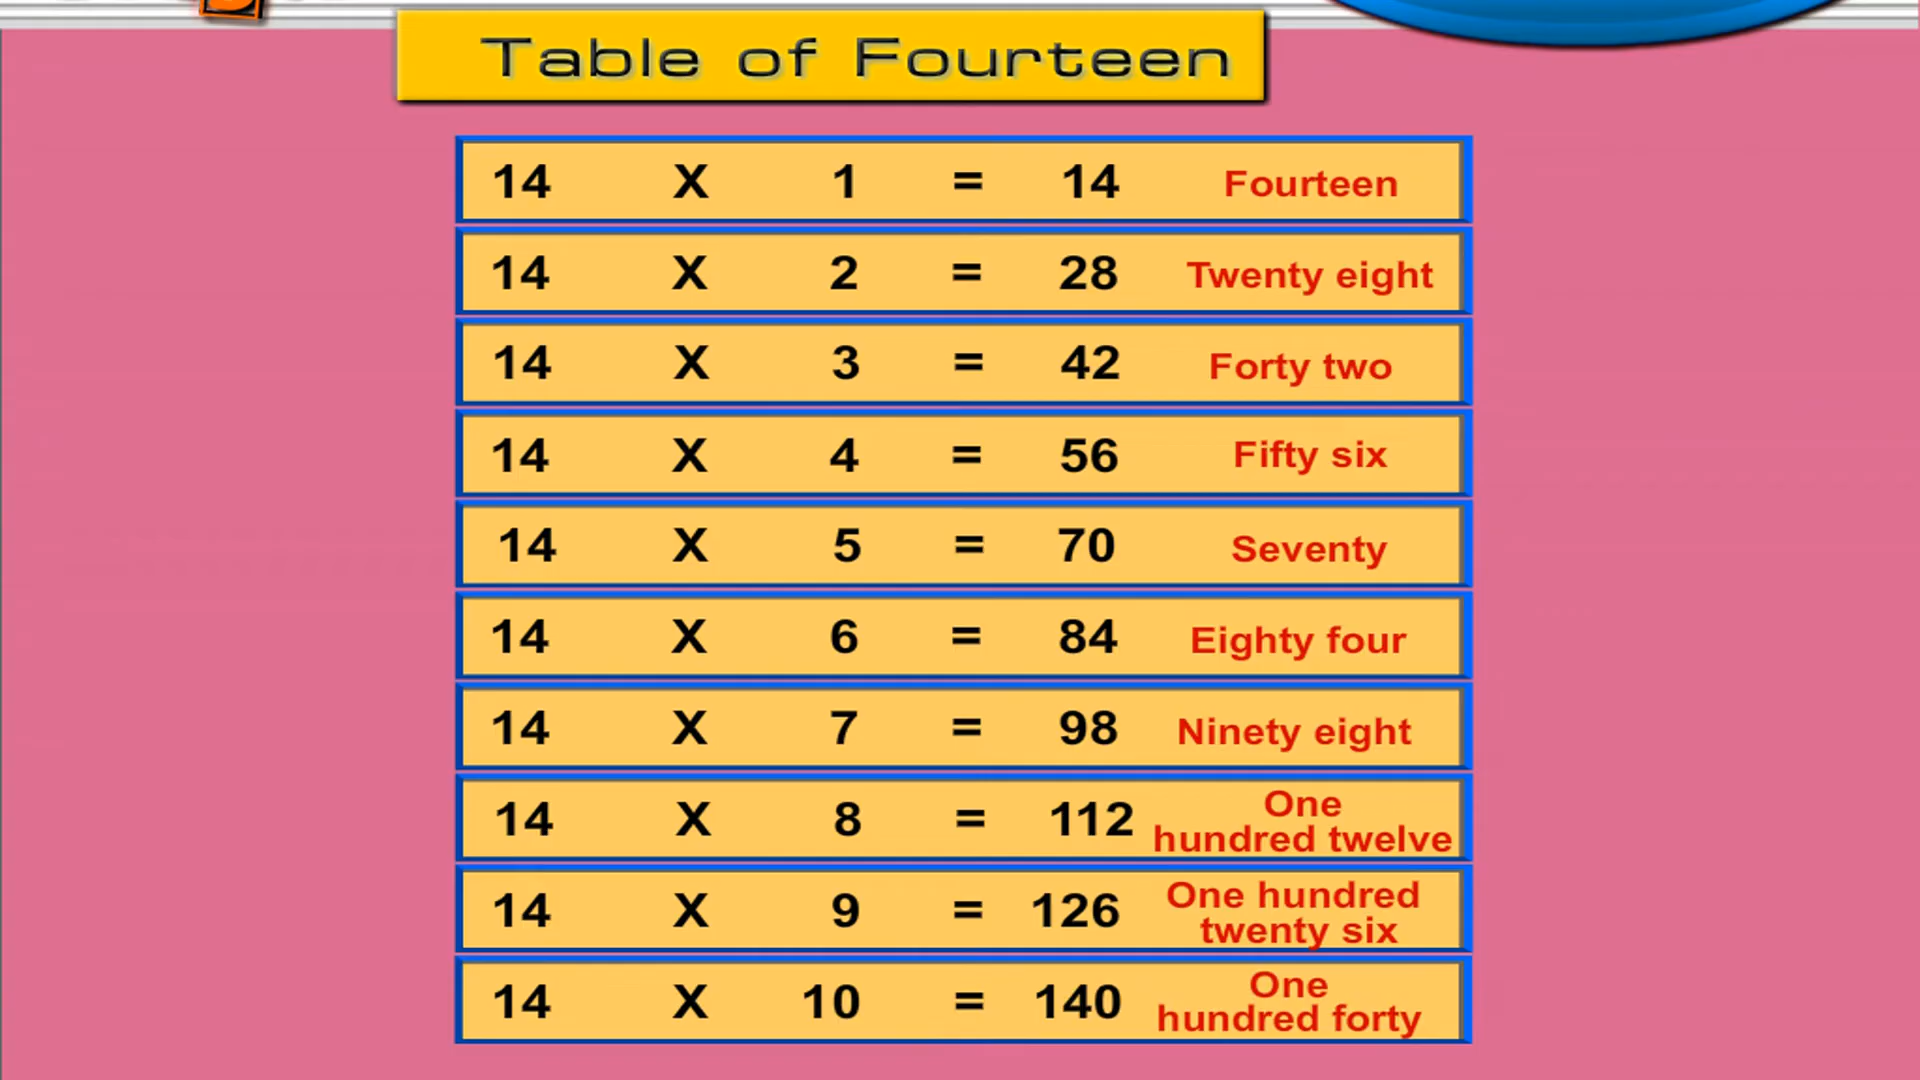 Table of Fourteen
14 X 1 = 14 Fourteen
14 X 2 = 28 Twenty eight
14 X 3 = 42 Forty two
14 X 4 = 56 Fifty six
14 X 5 = 70 Seventy
14 X 6 = 84 Eighty four
14 X 7 = 98 Ninety eight
14 X 8 = 112 One
hundred twelve
14 X 9 = 126 One hundred
twenty six
14 X 10 = 140 One
hundred forty